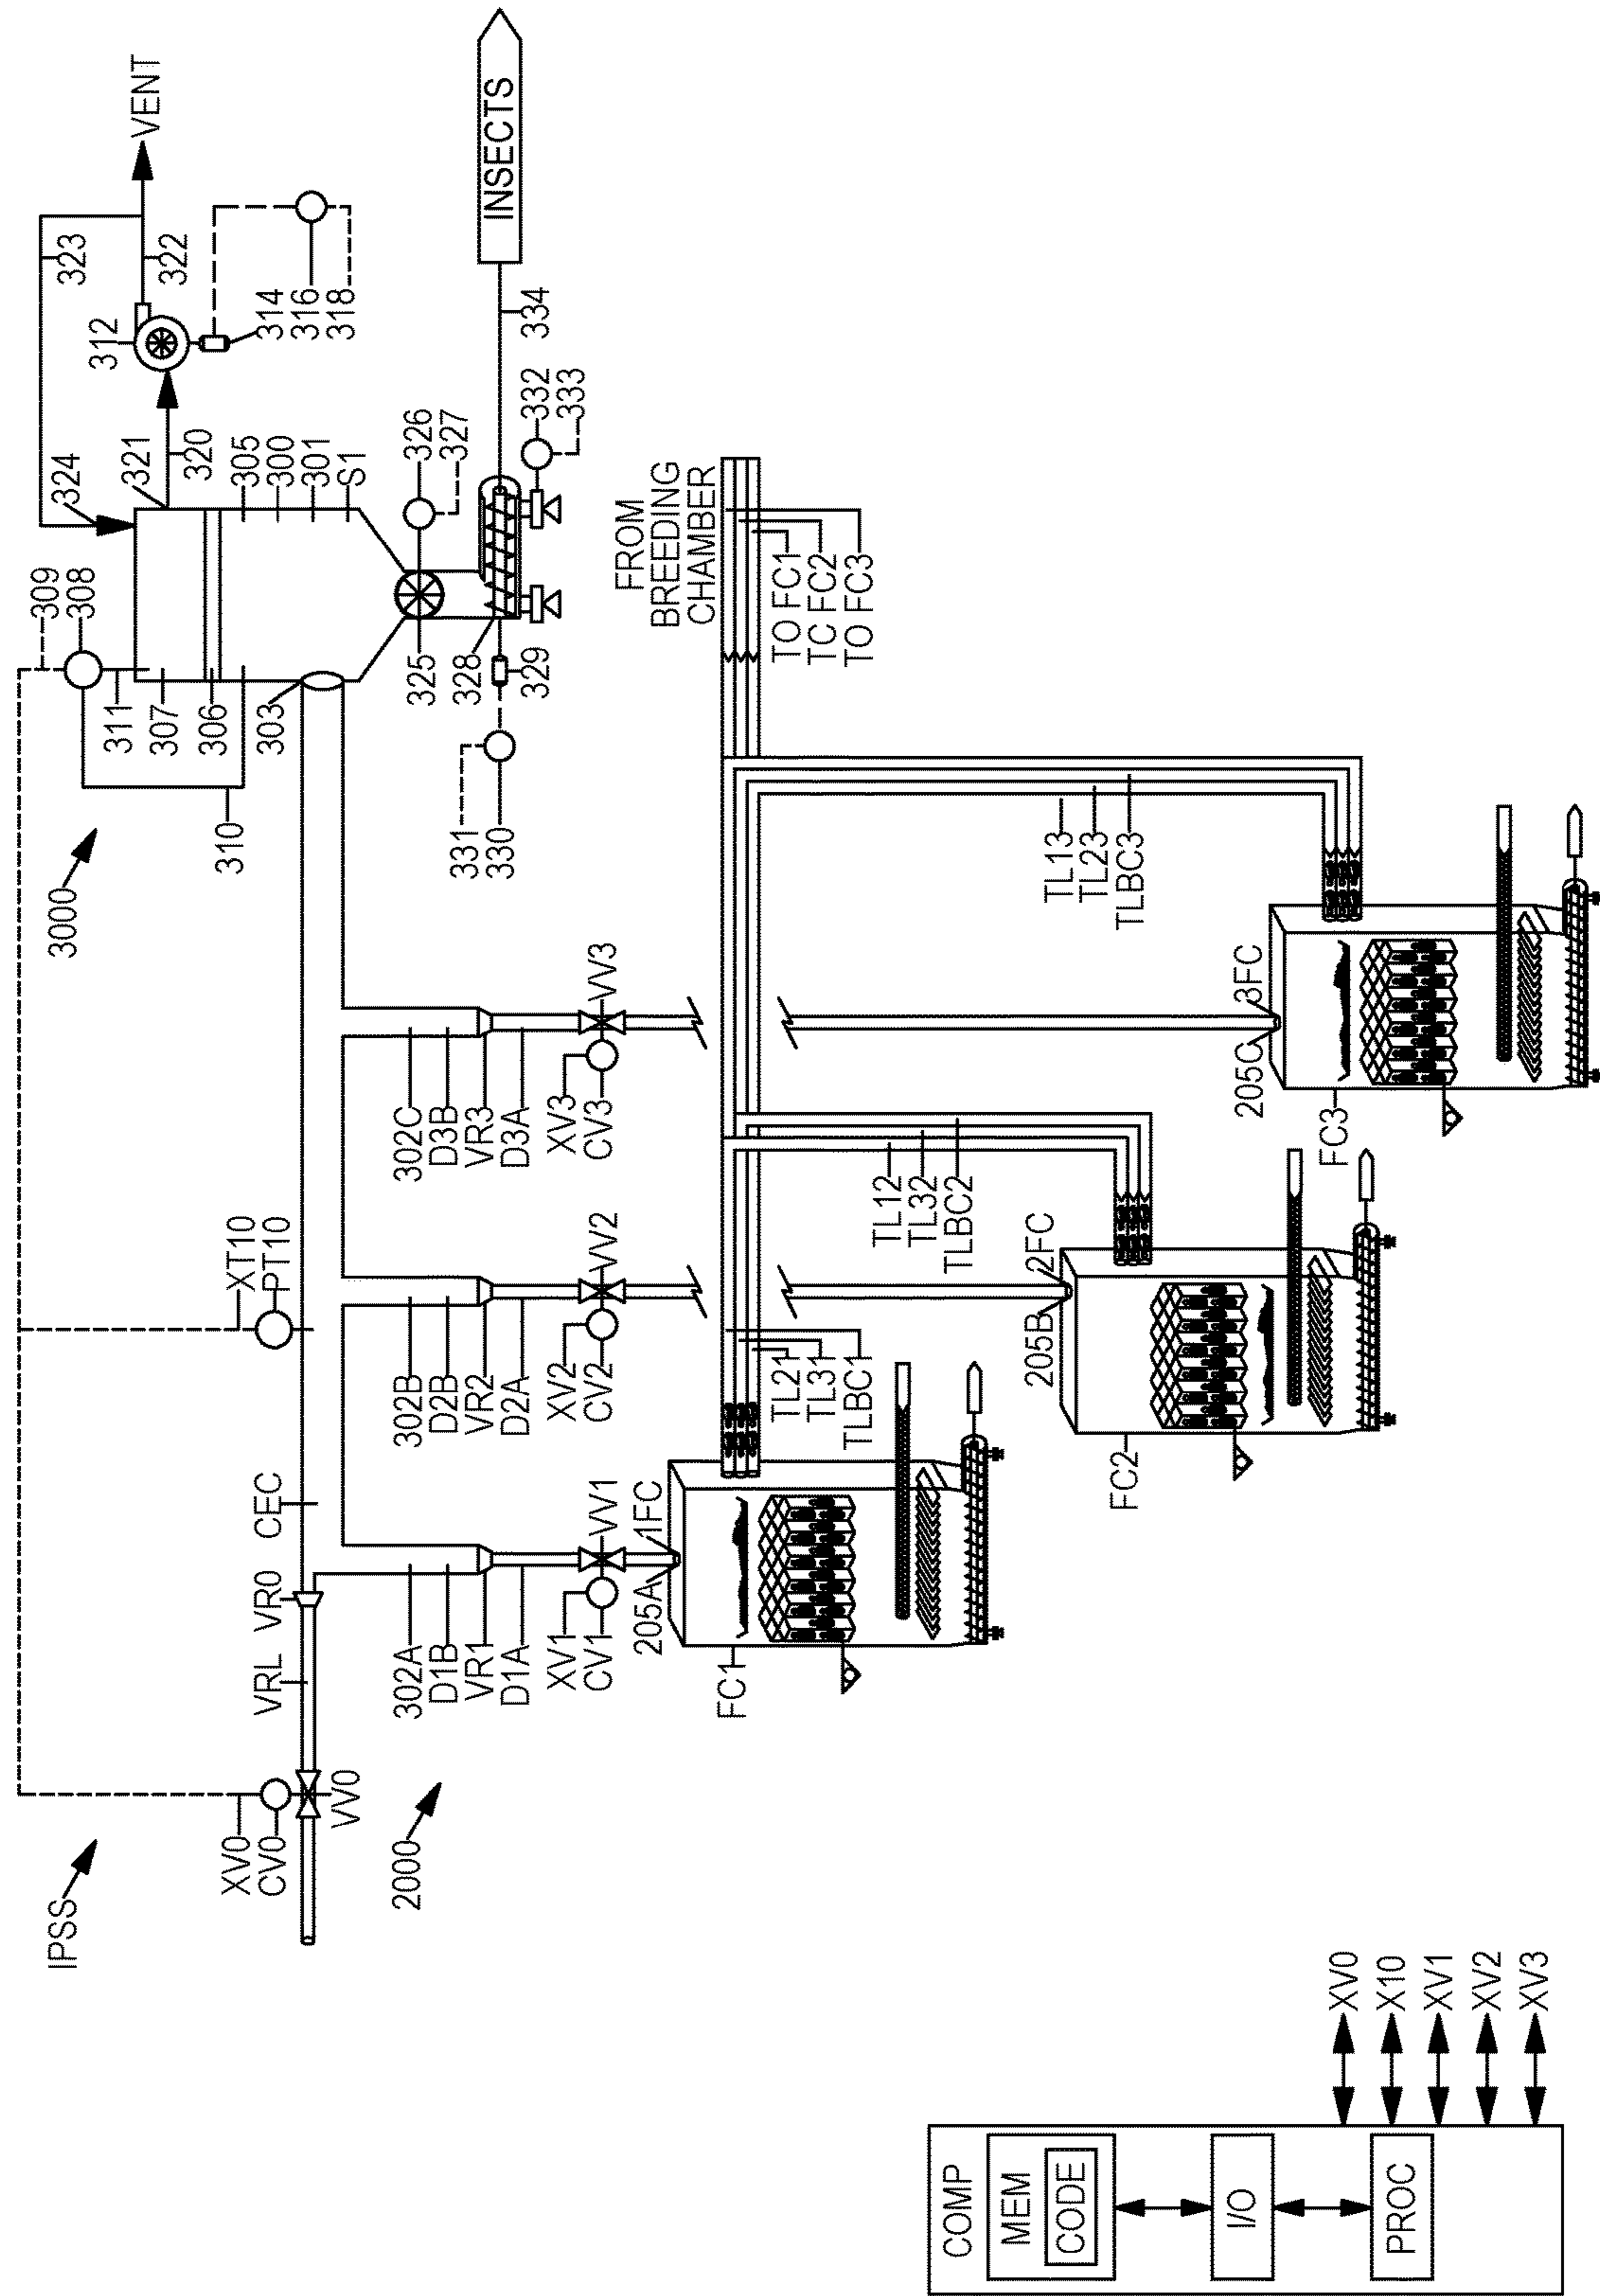 IPSS
3000
309
308
311
307
306
303
310
324
323
VENT
312
322
314
316
318
321
320
305
300
301
S1
326
327
325
328
329
331
330
332
333
334
INSECTS
XT10
PT10
CEC
VR0
VRL
XV0
CV0
VV0
2000
302A
D1B
VR1
D1A
XV1
CV1
VV1
205A
1FC
FC1
302B
D2B
VR2
D2A
XV2
CV2
VV2
205B
2FC
FC2
302C
D3B
VR3
D3A
XV3
CV3
VV3
205C
3FC
FC3
FROM
BREEDING
CHAMBER
TO FC1
TC FC2
TO FC3
TL21
TL31
TLBC1
TL12
TL32
TLBC2
TL13
TL23
TLBC3
COMP
MEM
CODE
I/O
PROC
XV0
X10
XV1
XV2
XV3